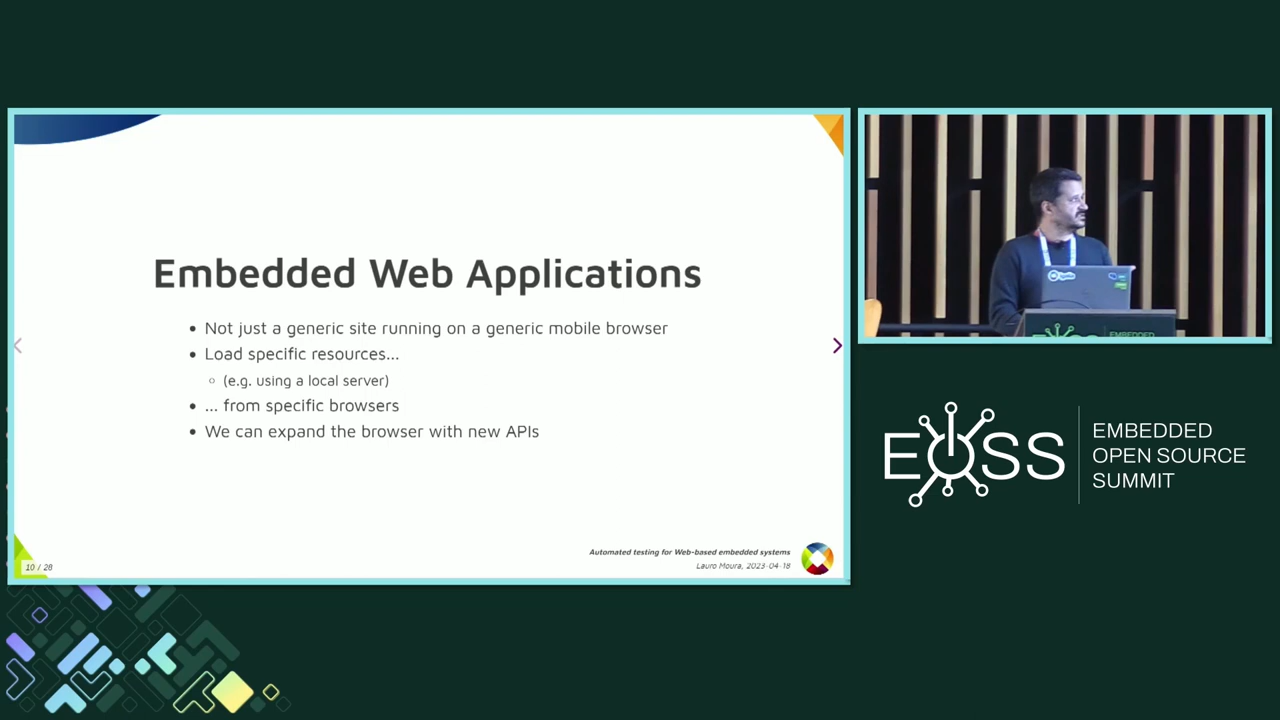 Embedded Web Applications
Not just a generic site running on a generic mobile browser
Load specific resources...
(e.g. using a local server)
... from specific browsers
We can expand the browser with new APIs
Automated testing for Web-based embedded systems
Lauro Moura, 2023-04-18
10 / 28
EOSS
EMBEDDED
OPEN SOURCE
SUMMIT
EMBEDDED